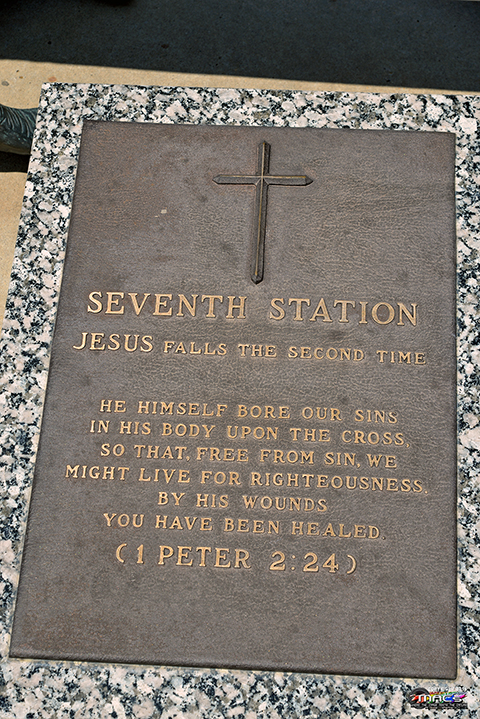 SEVENTH STATION
JESUS FALLS THE SECOND TIME
HE HIMSELF BORE OUR SINS
IN HIS BODY UPON THE CROSS,
SO THAT, FREE FROM SIN, WE
MIGHT LIVE FOR RIGHTEOUSNESS,
BY HIS WOUNDS
YOU HAVE BEEN HEALED.
(1 PETER 2:24)